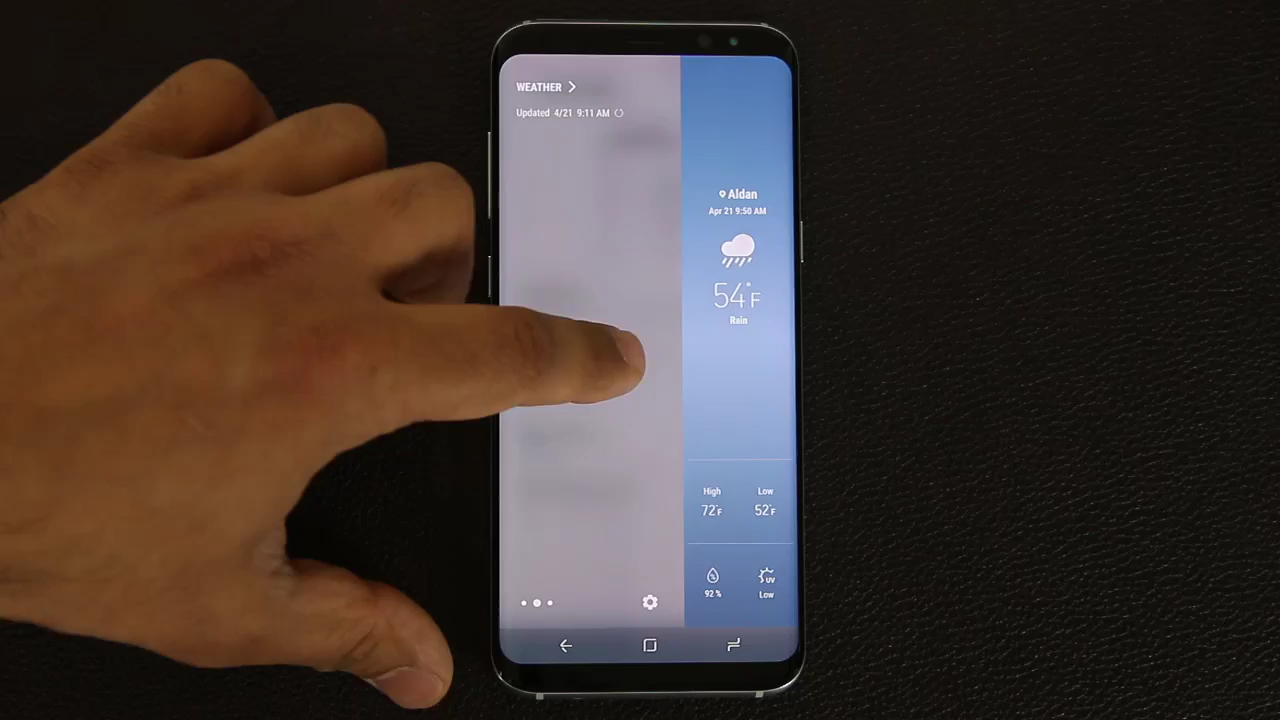 WEATHER
Updated 4/21 9:11 AM
Aldan
Apr 21 9:50 AM
54°F
Rain
High
Low
72°F
52°F
UV
92 %
Low